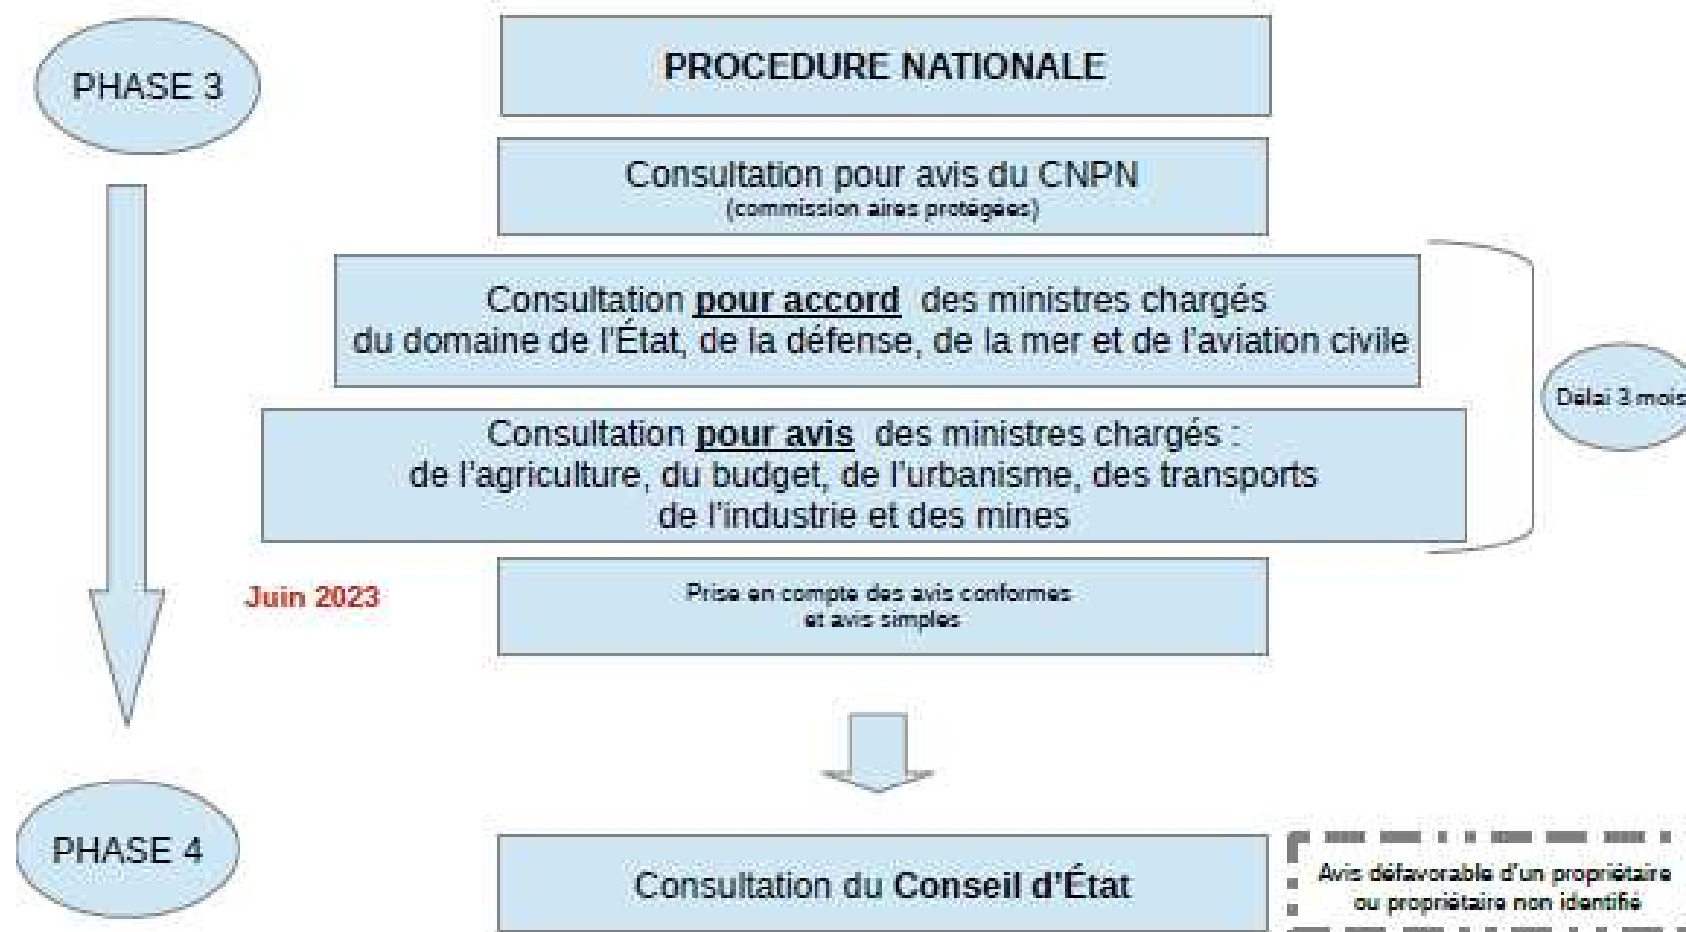 PHASE 3
PROCEDURE NATIONALE
Consultation pour avis du CNPN
(commission aires protégées)
Consultation pour accord des ministres chargés
du domaine de l'État, de la défense, de la mer et de l'aviation civile
Délai 3 mois
Consultation pour avis des ministres chargés :
de l'agriculture, du budget, de l'urbanisme, des transports
de l'industrie et des mines
Juin 2023
Prise en compte des avis conformes
et avis simples
PHASE 4
Consultation du Conseil d'État
Avis défavorable d'un propriétaire
ou propriétaire non identifié